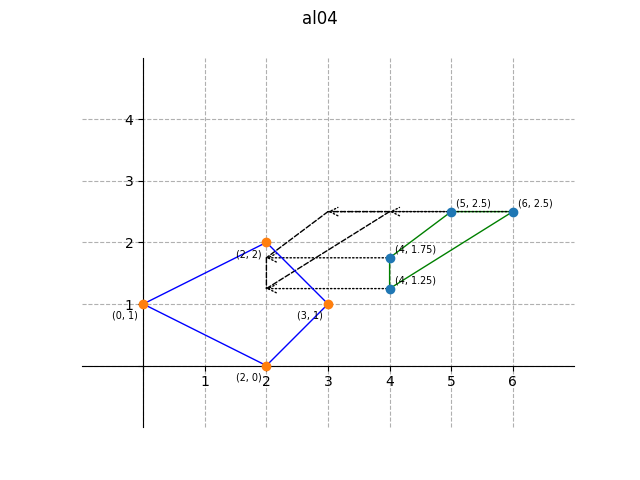 al04
4
3
(5, 2.5) (6, 2.5)
2
(2, 2) (4, 1.75)
(4, 1.25)
1
(0, 1) (3, 1)
1 2 3 4 5 6
(2, 0)